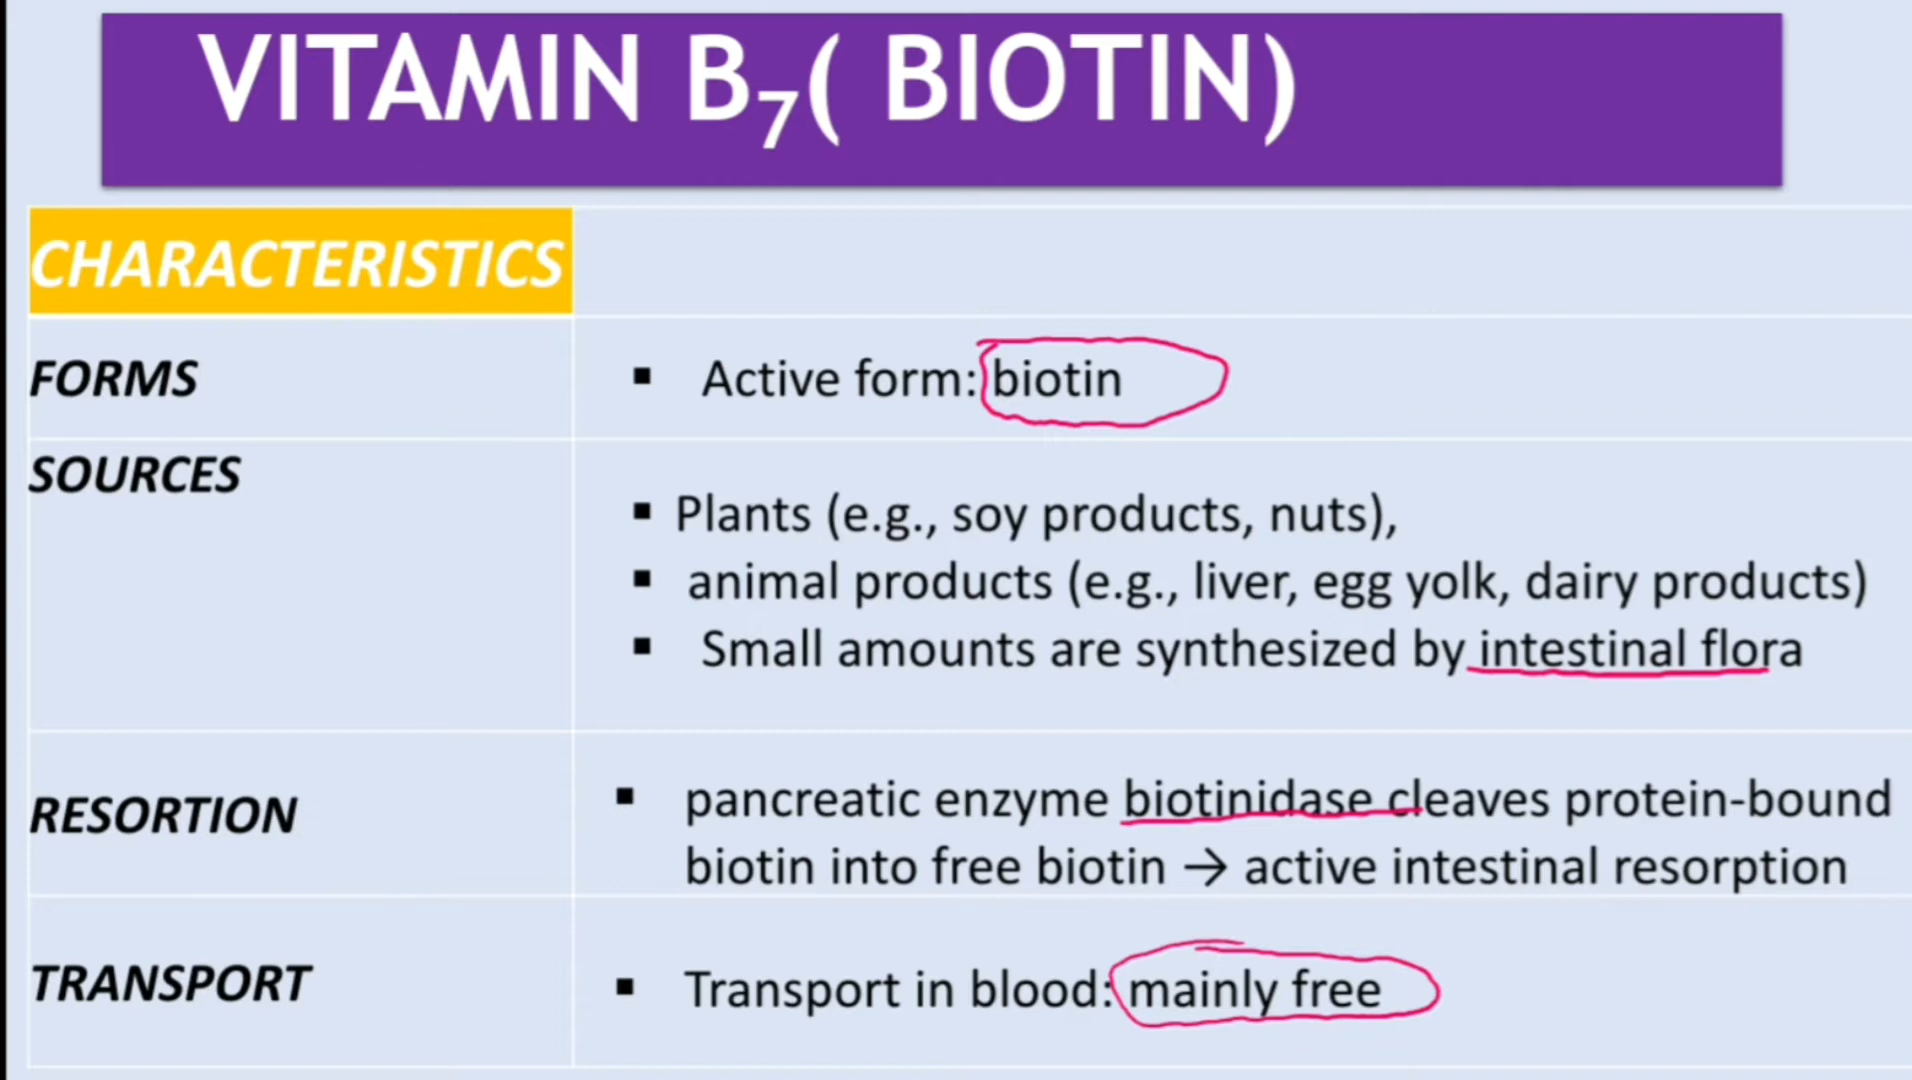 VITAMIN B₇( BIOTIN)
CHARACTERISTICS
FORMS
▪ Active form: biotin
SOURCES
▪ Plants (e.g., soy products, nuts),
▪ animal products (e.g., liver, egg yolk, dairy products)
▪ Small amounts are synthesized by intestinal flora
RESORTION
▪ pancreatic enzyme biotinidase cleaves protein-bound
biotin into free biotin → active intestinal resorption
TRANSPORT
▪ Transport in blood: mainly free